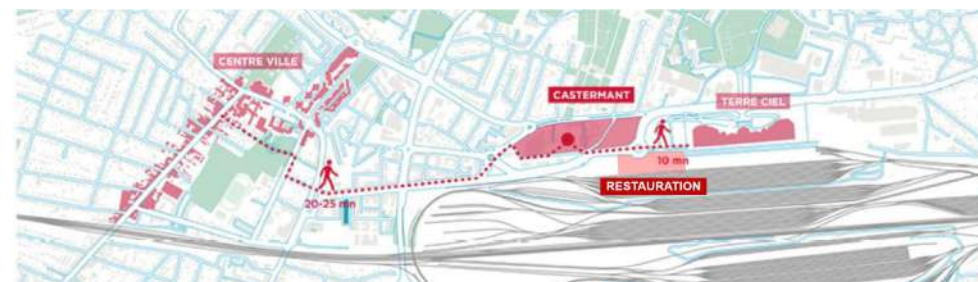 CENTRE VILLE
CASTERMANT
TERRE CIEL
10 mn
RESTAURATION
20-25 mn